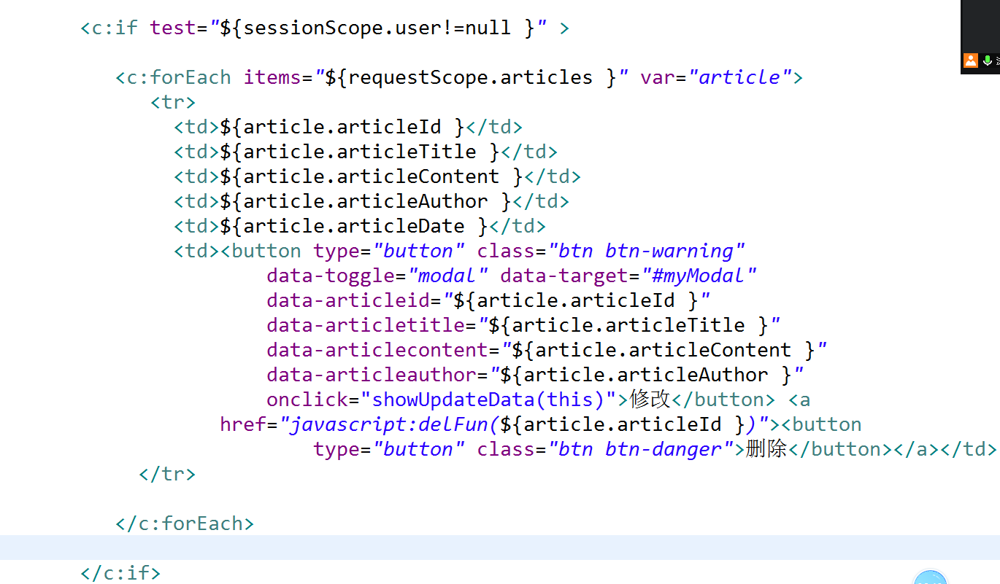 <c:if test="${sessionScope.user!=null }" >
<c:forEach items="${requestScope.articles }" var="article">
<tr>
<td>${article.articleId }</td>
<td>${article.articleTitle }</td>
<td>${article.articleContent }</td>
<td>${article.articleAuthor }</td>
<td>${article.articleDate }</td>
<td><button type="button" class="btn btn-warning"
data-toggle="modal" data-target="#myModal"
data-articleid="${article.articleId }"
data-articletitle="${article.articleTitle }"
data-articlecontent="${article.articleContent }"
data-articleauthor="${article.articleAuthor }"
onclick="showUpdateData(this)">修改</button> <a
href="javascript:delFun(${article.articleId })"><button
type="button" class="btn btn-danger">删除</button></a></td>
</tr>
</c:forEach>
</c:if>